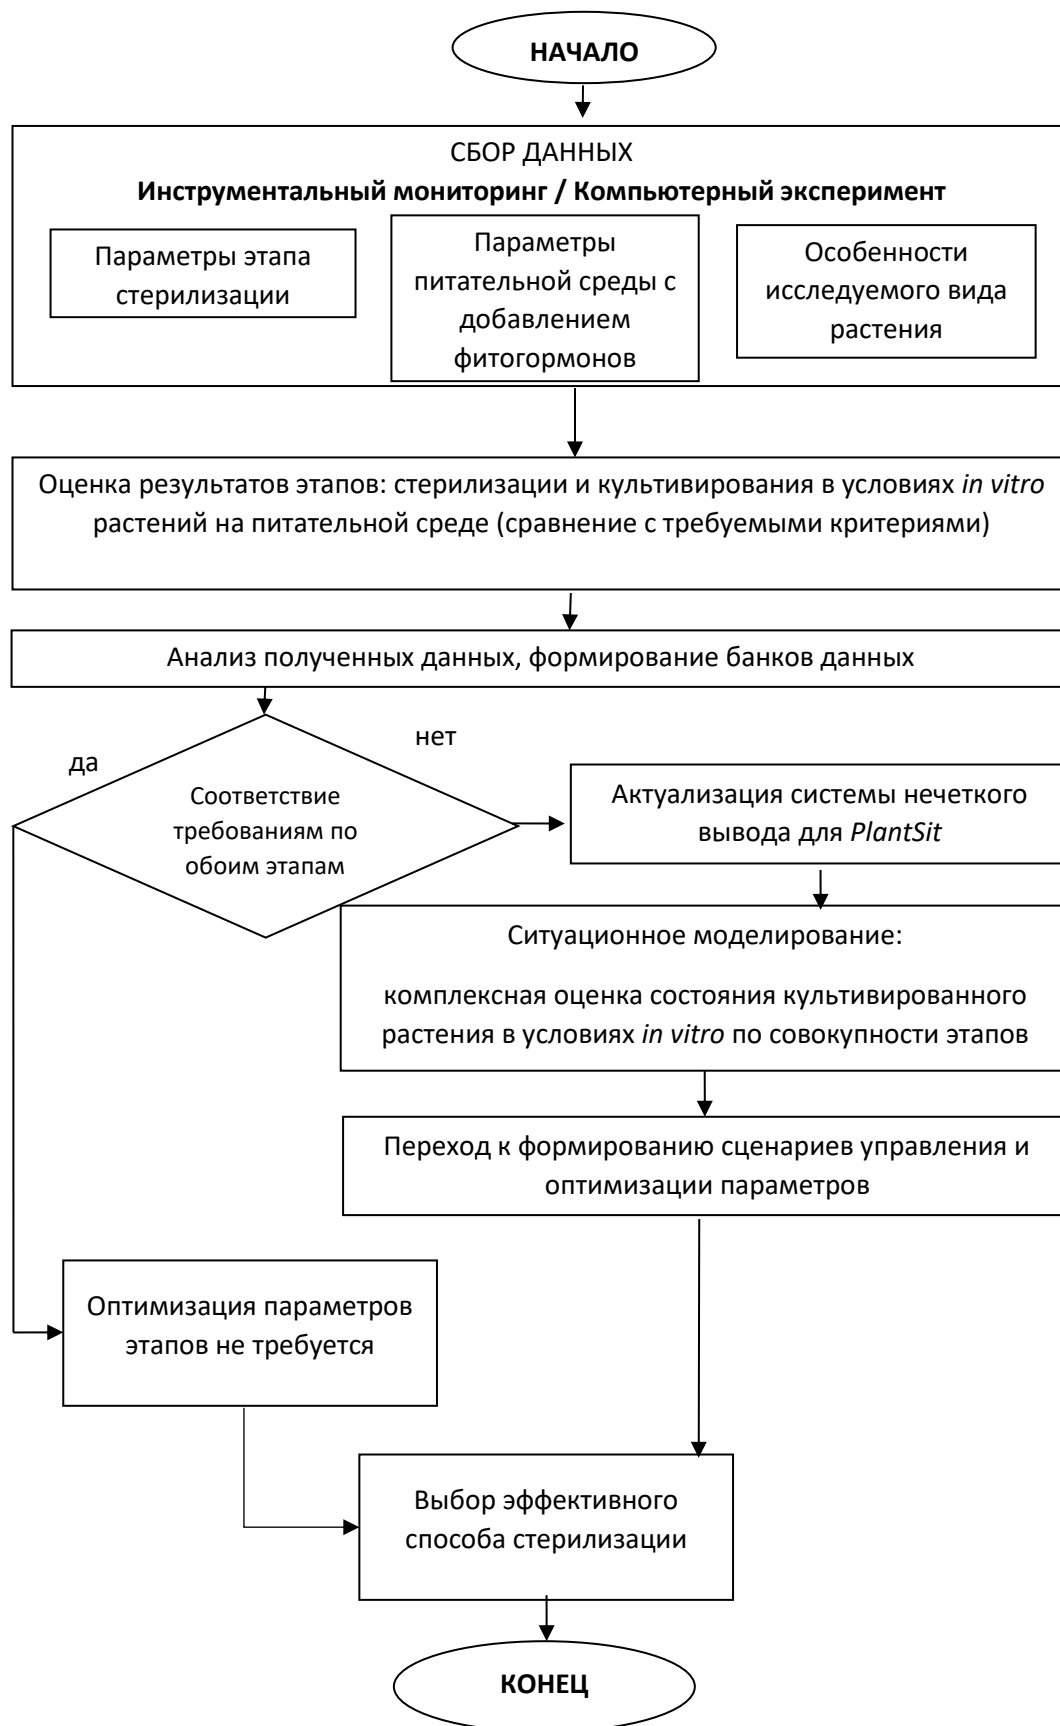 НАЧАЛО
СБОР ДАННЫХ
Инструментальный мониторинг / Компьютерный эксперимент
Параметры этапа
стерилизации
Параметры
питательной среды с
добавлением
фитогормонов
Особенности
исследуемого вида
растения
Оценка результатов этапов: стерилизации и культивирования в условиях in vitro
растений на питательной среде (сравнение с требуемыми критериями)
Анализ полученных данных, формирование банков данных
да
нет
Соответствие
требованиям по
обоим этапам
Актуализация системы нечеткого
вывода для PlantSit
Ситуационное моделирование:
комплексная оценка состояния культивированного
растения в условиях in vitro по совокупности этапов
Переход к формированию сценариев управления и
оптимизации параметров
Оптимизация параметров
этапов не требуется
Выбор эффективного
способа стерилизации
КОНЕЦ